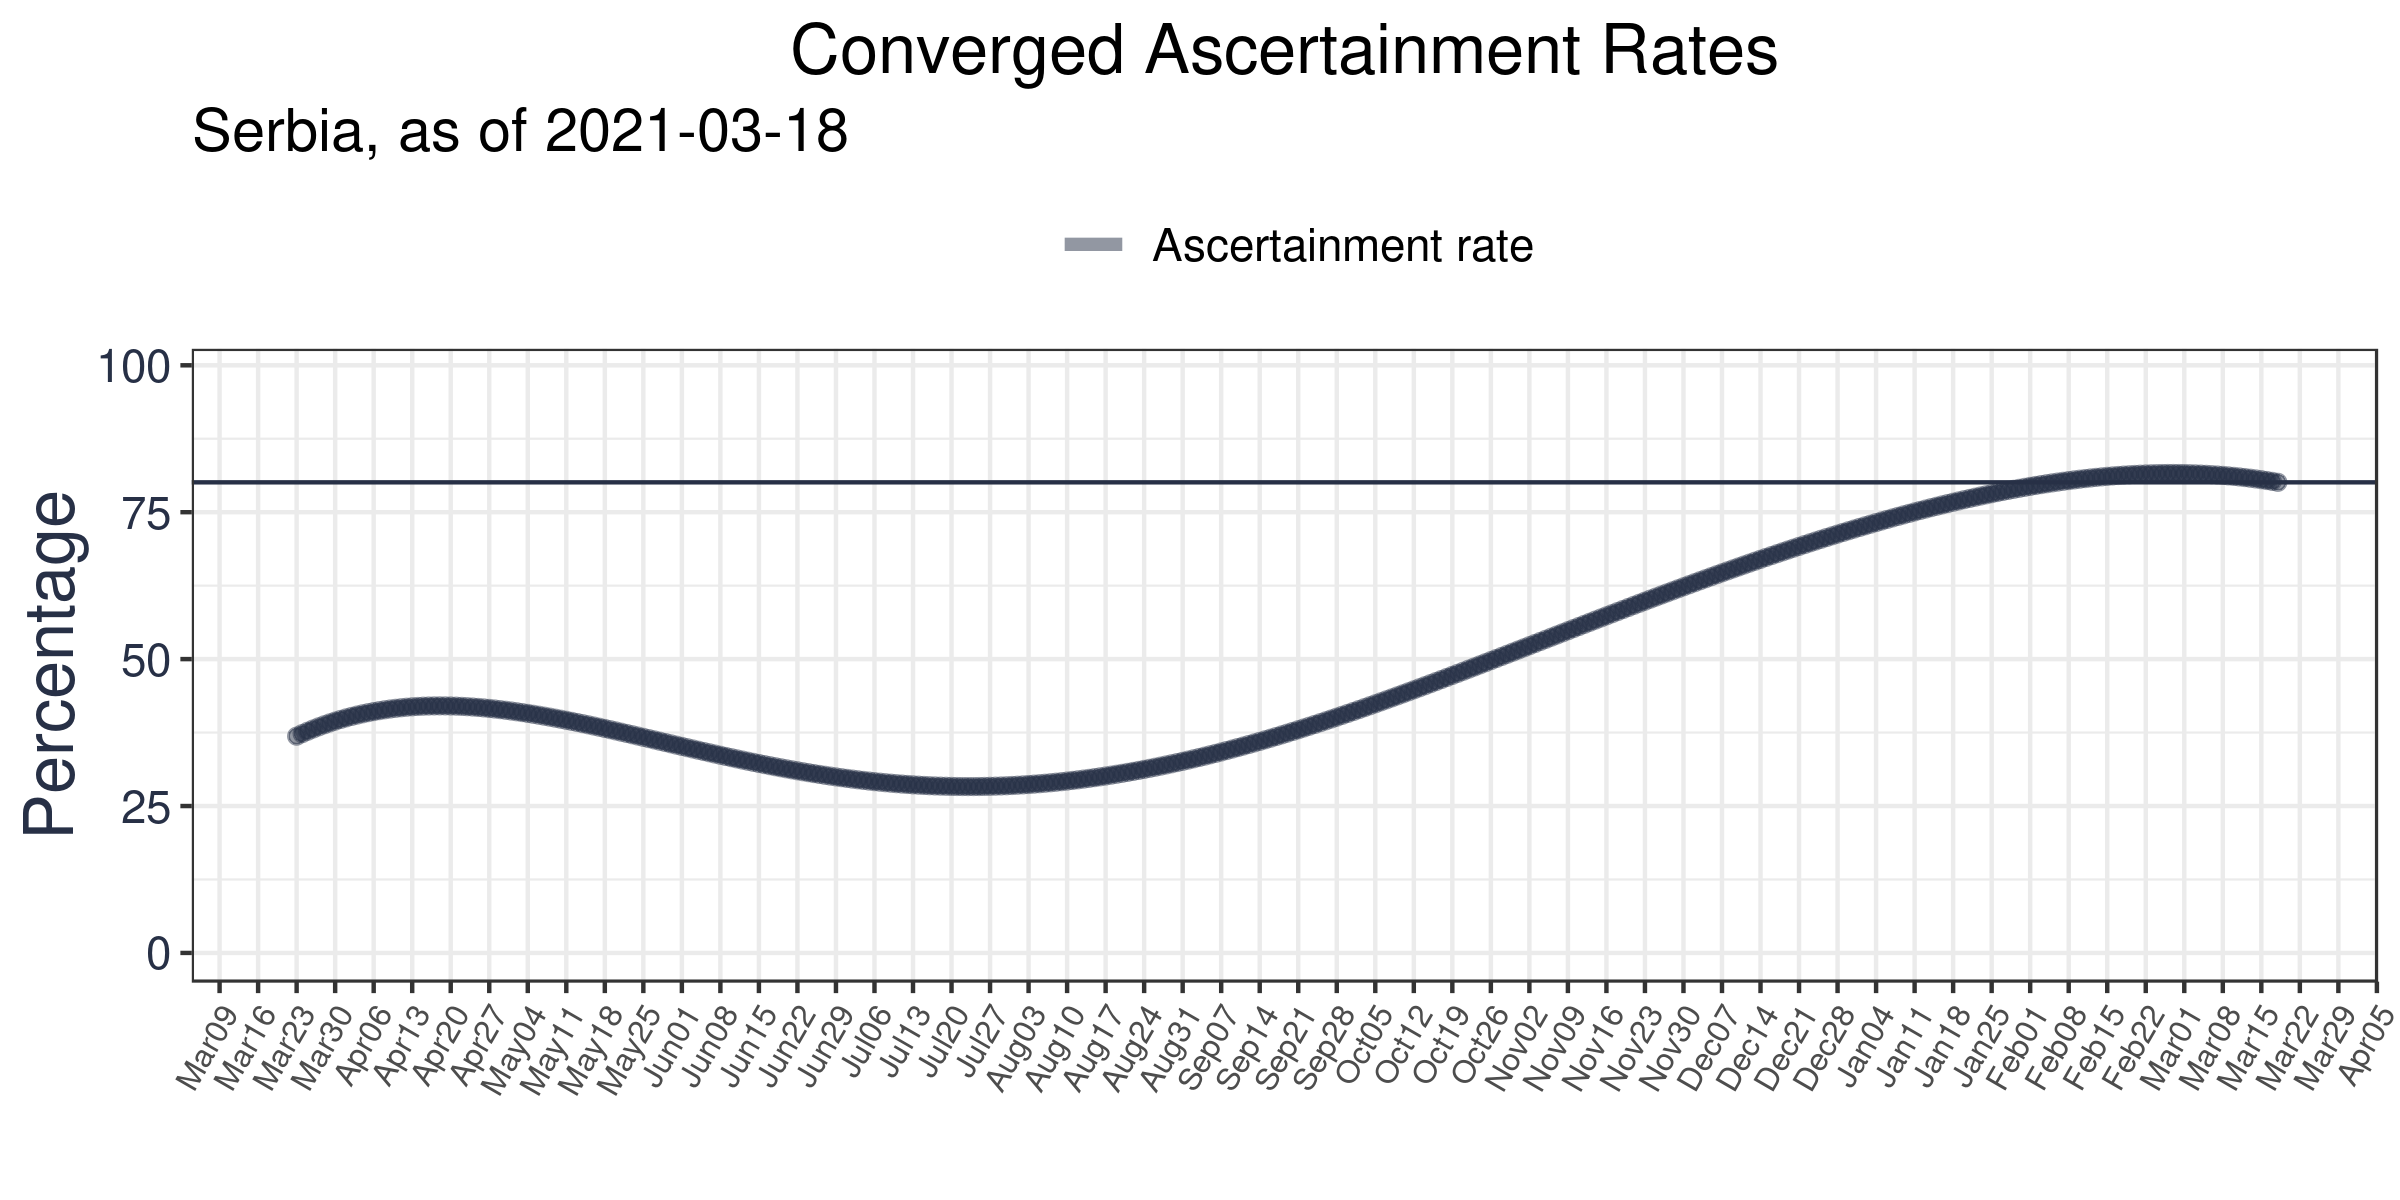 Converged Ascertainment Rates
Serbia, as of 2021-03-18
Ascertainment rate
Percentage
100
75
50
25
0
Mar09 Mar16 Mar23 Mar30 Apr06 Apr13 Apr20 Apr27 May04 May11 May18 May25 Jun01 Jun08 Jun15 Jun22 Jun29 Jul06 Jul13 Jul20 Jul27 Aug03 Aug10 Aug17 Aug24 Aug31 Sep07 Sep14 Sep21 Sep28 Oct05 Oct12 Oct19 Oct26 Nov02 Nov09 Nov16 Nov23 Nov30 Dec07 Dec14 Dec21 Dec28 Dec04 Jan11 Jan18 Jan25 Feb01 Feb08 Feb15 Feb22 Mar01 Mar08 Mar15 Mar22 Mar29 Apr05